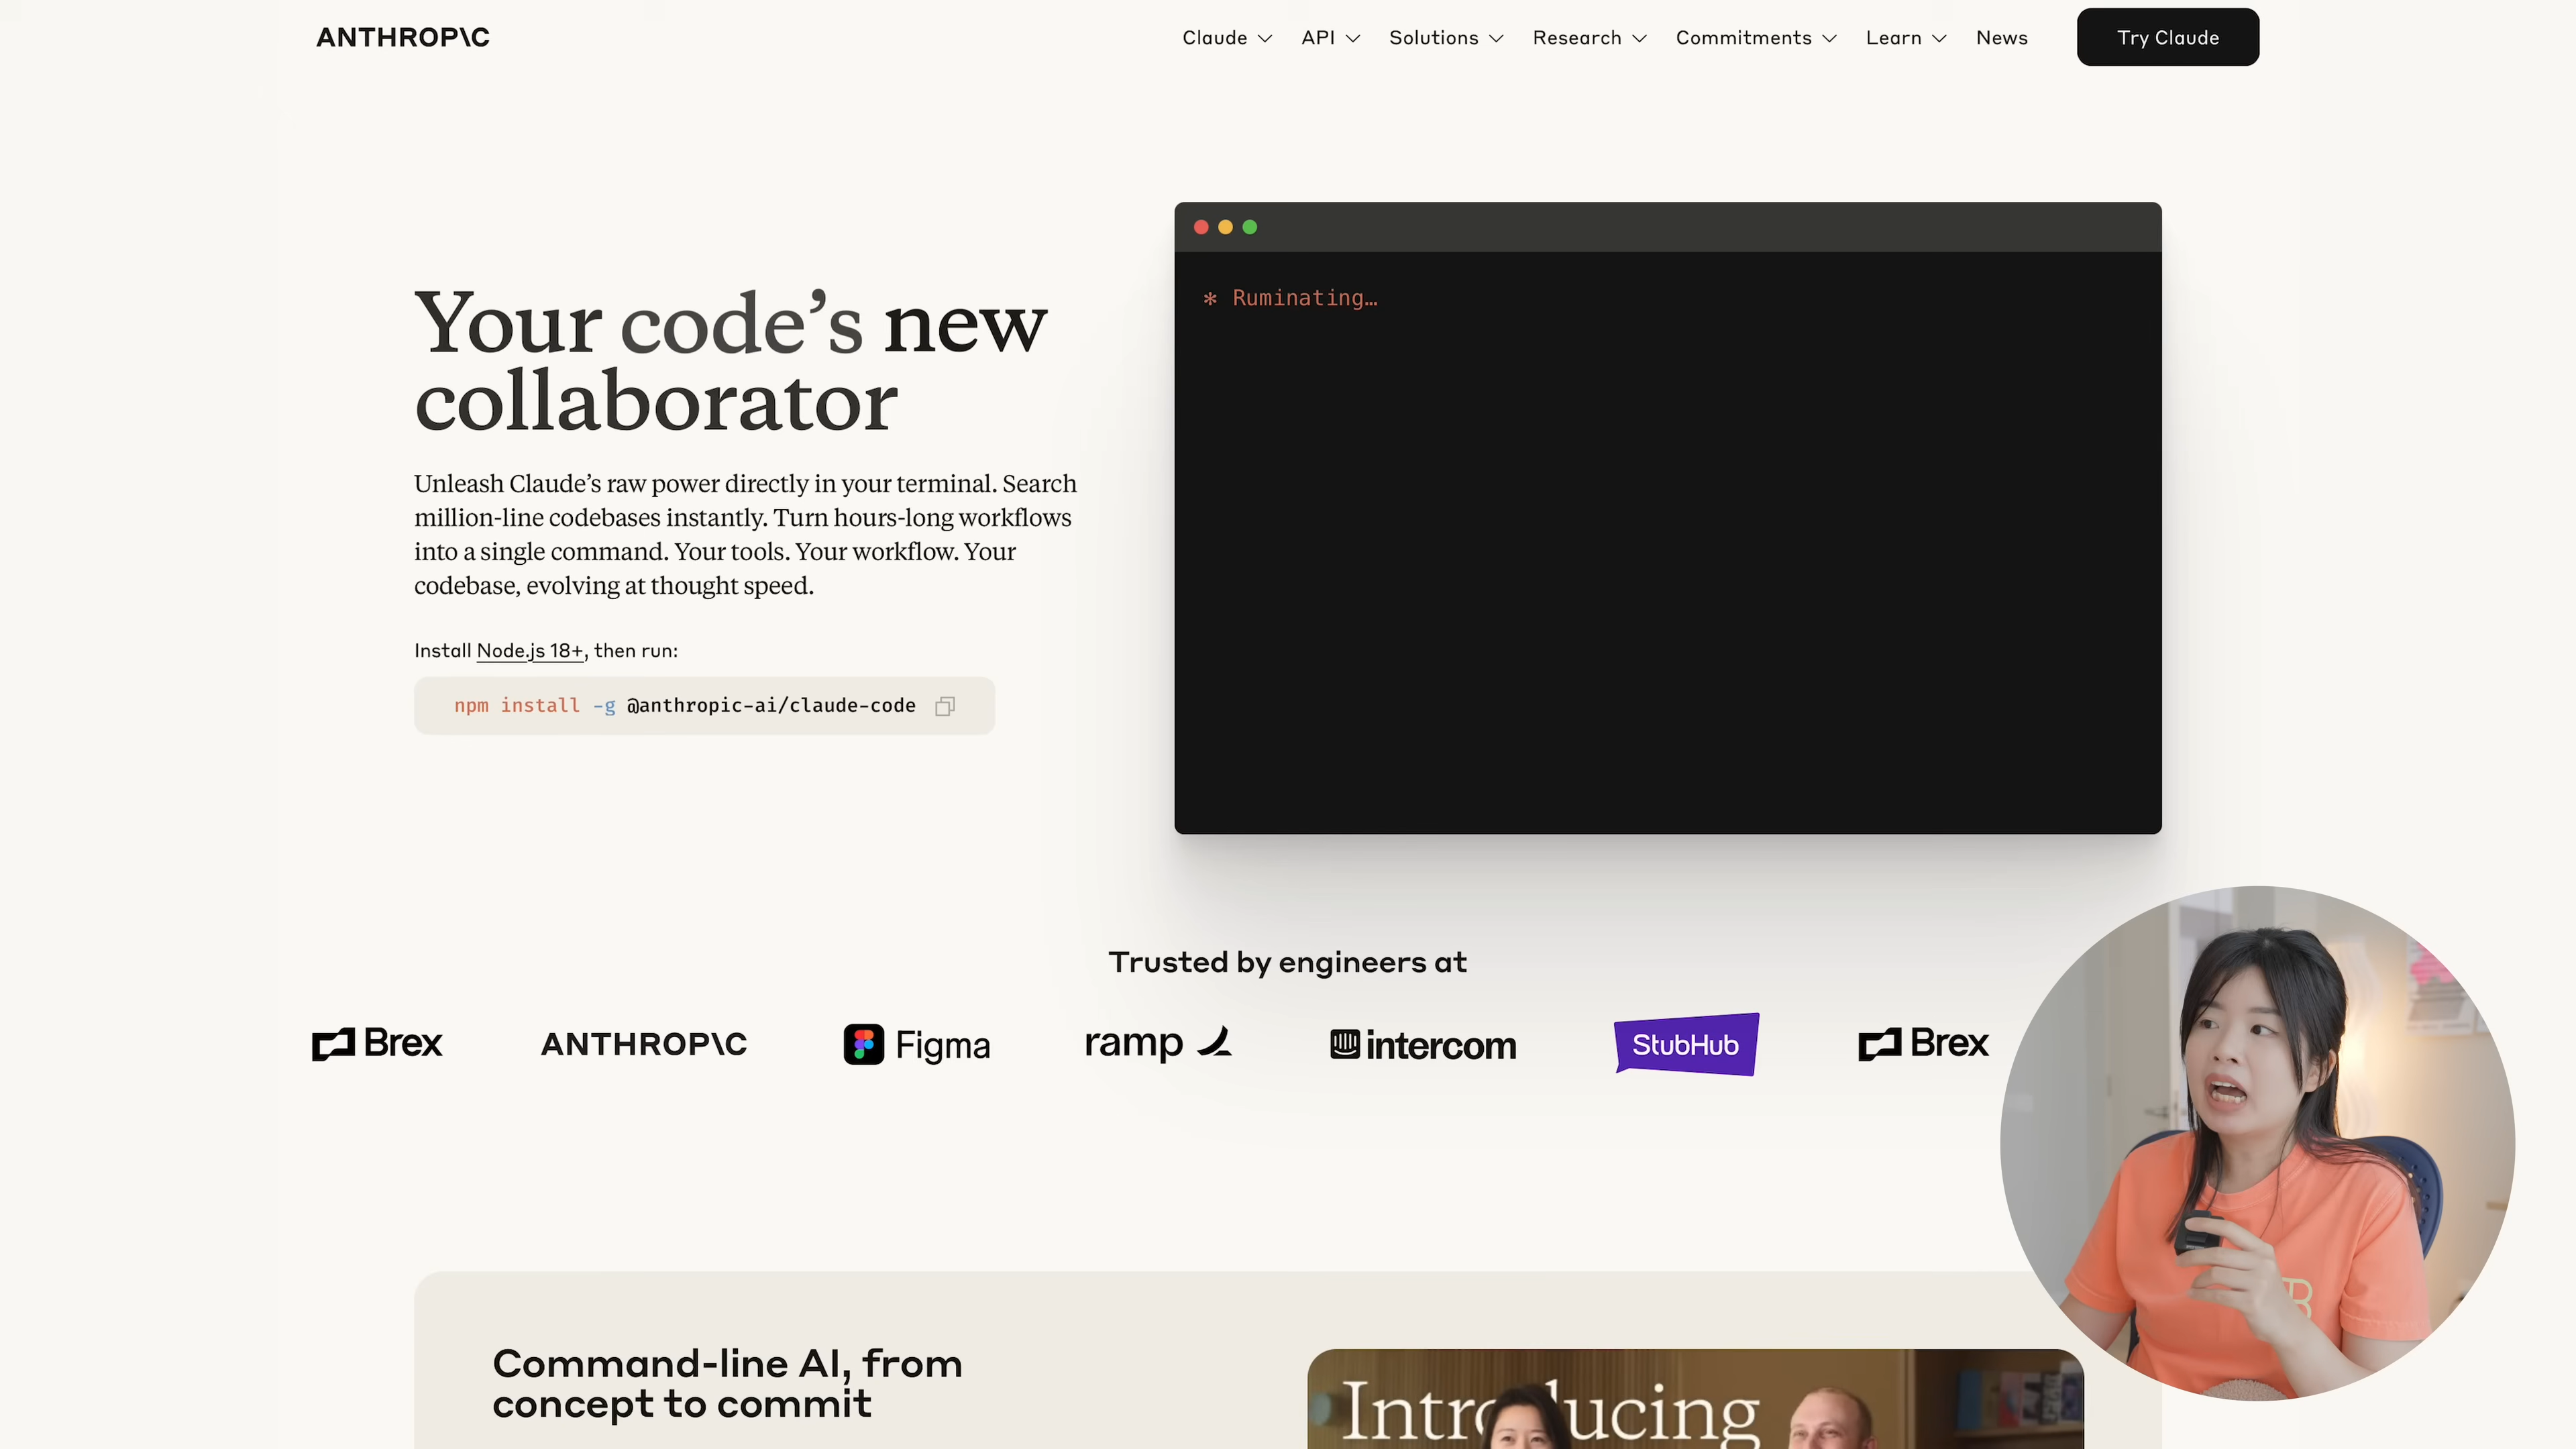 ANTHROP\C
Claude
API
Solutions
Research
Commitments
Learn
News
Try Claude
Your code’s new
collaborator
Unleash Claude’s raw power directly in your terminal. Search
million-line codebases instantly. Turn hours-long workflows
into a single command. Your tools. Your workflow. Your
codebase, evolving at thought speed.
Install Node.js 18+, then run:
npm install -g @anthropic-ai/claude-code
* Ruminating…
Trusted by engineers at
Brex
ANTHROP\C
Figma
ramp
intercom
StubHub
Brex
Command-line AI, from
concept to commit
Introducing